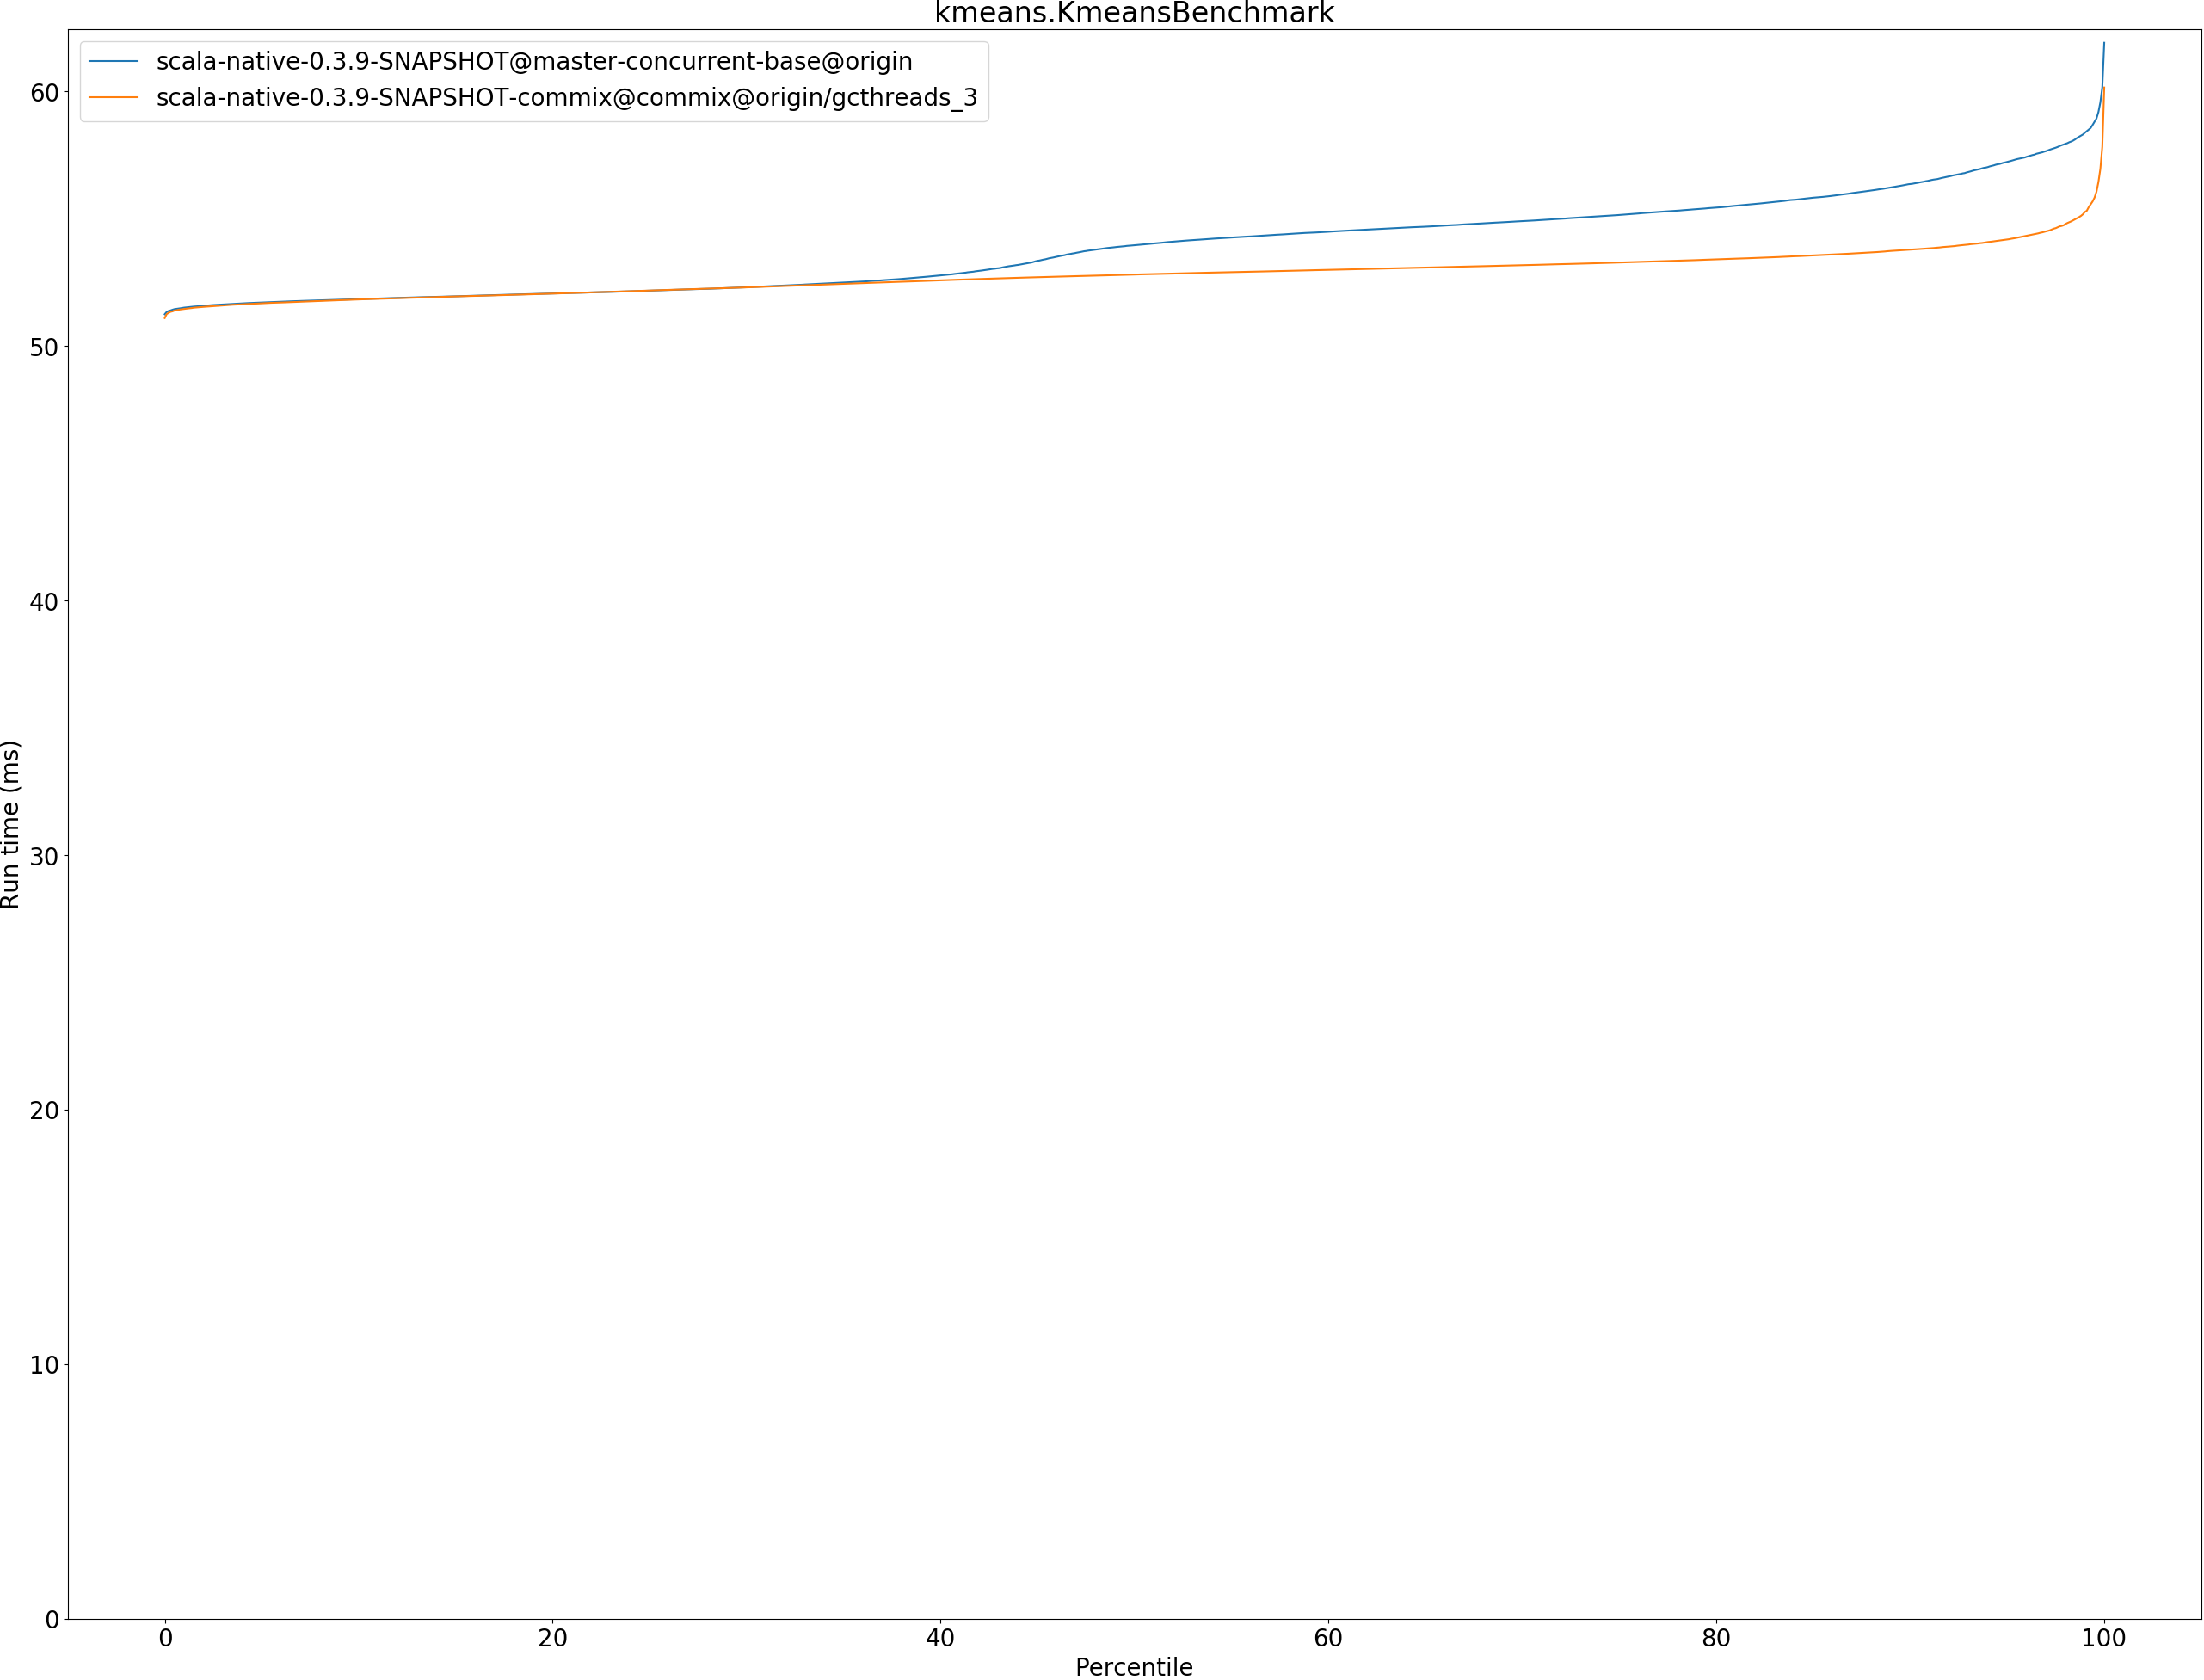 kmeans.KmeansBenchmark
scala-native-0.3.9-SNAPSHOT@master-concurrent-base@origin
scala-native-0.3.9-SNAPSHOT-commix@commix@origin/gcthreads_3
60
50
40
30
20
10
0
Run time (ms)
0 20 40 60 80 100
Percentile